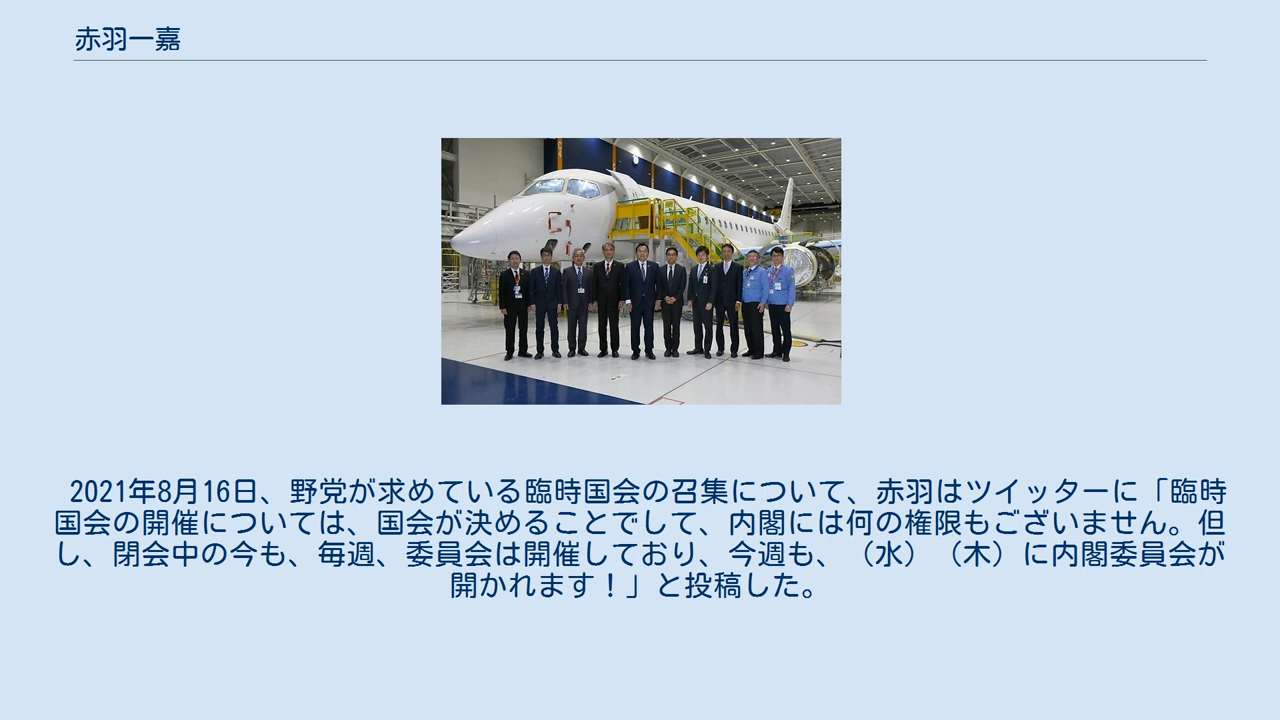 赤羽一嘉
2021年8月16日、野党が求めている臨時国会の召集について、赤羽はツイッターに「臨時
国会の開催については、国会が決めることでして、内閣には何の権限もございません。但
し、閉会中の今も、毎週、委員会は開催しており、今週も、（水）（木）に内閣委員会が
開かれます！」と投稿した。